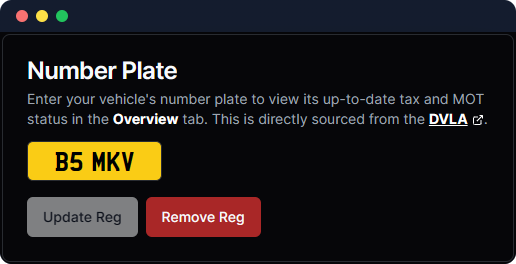 Number Plate
Enter your vehicle's number plate to view its up-to-date tax and MOT
status in the Overview tab. This is directly sourced from the DVLA.
B5 MKV
Update Reg Remove Reg